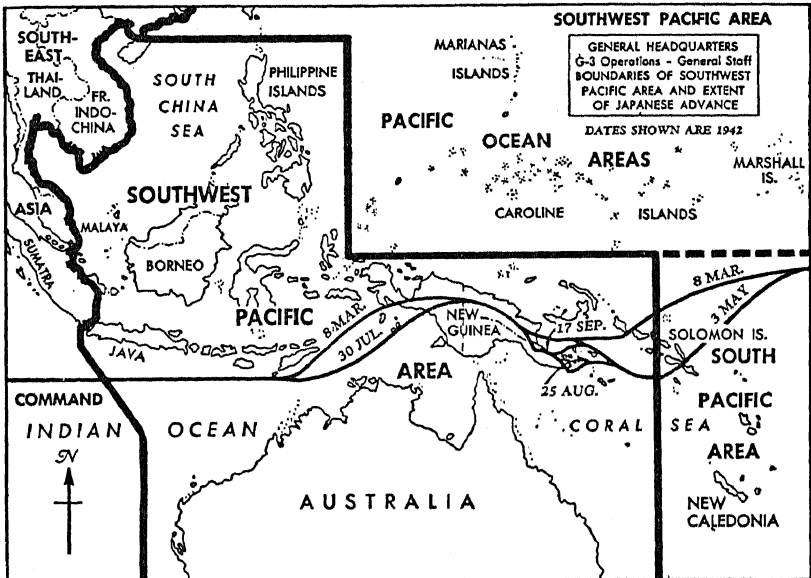 SOUTHWEST PACIFIC AREA
GENERAL HEADQUARTERS
G-3 Operations - General Staff
BOUNDARIES OF SOUTHWEST
PACIFIC AREA AND EXTENT
OF JAPANESE ADVANCE
DATES SHOWN ARE 1942
SOUTH-
EAST
THAI-
LAND
FR.
INDO-
CHINA
ASIA
SOUTH
CHINA
SEA
PHILIPPINE
ISLANDS
MARIANAS
ISLANDS
PACIFIC
OCEAN
AREAS
MARSHALL
IS.
CAROLINE
ISLANDS
SOUTHWEST
PACIFIC
AREA
MALAYA
SUMATRA
BORNEO
JAVA
8 MAR.
30 JUL.
NEW
GUINEA
17 SEP.
25 AUG.
8 MAR.
3 MAY
SOLOMON IS.
SOUTH
PACIFIC
AREA
COMMAND
INDIAN OCEAN
CORAL SEA
N
AUSTRALIA
NEW
CALEDONIA